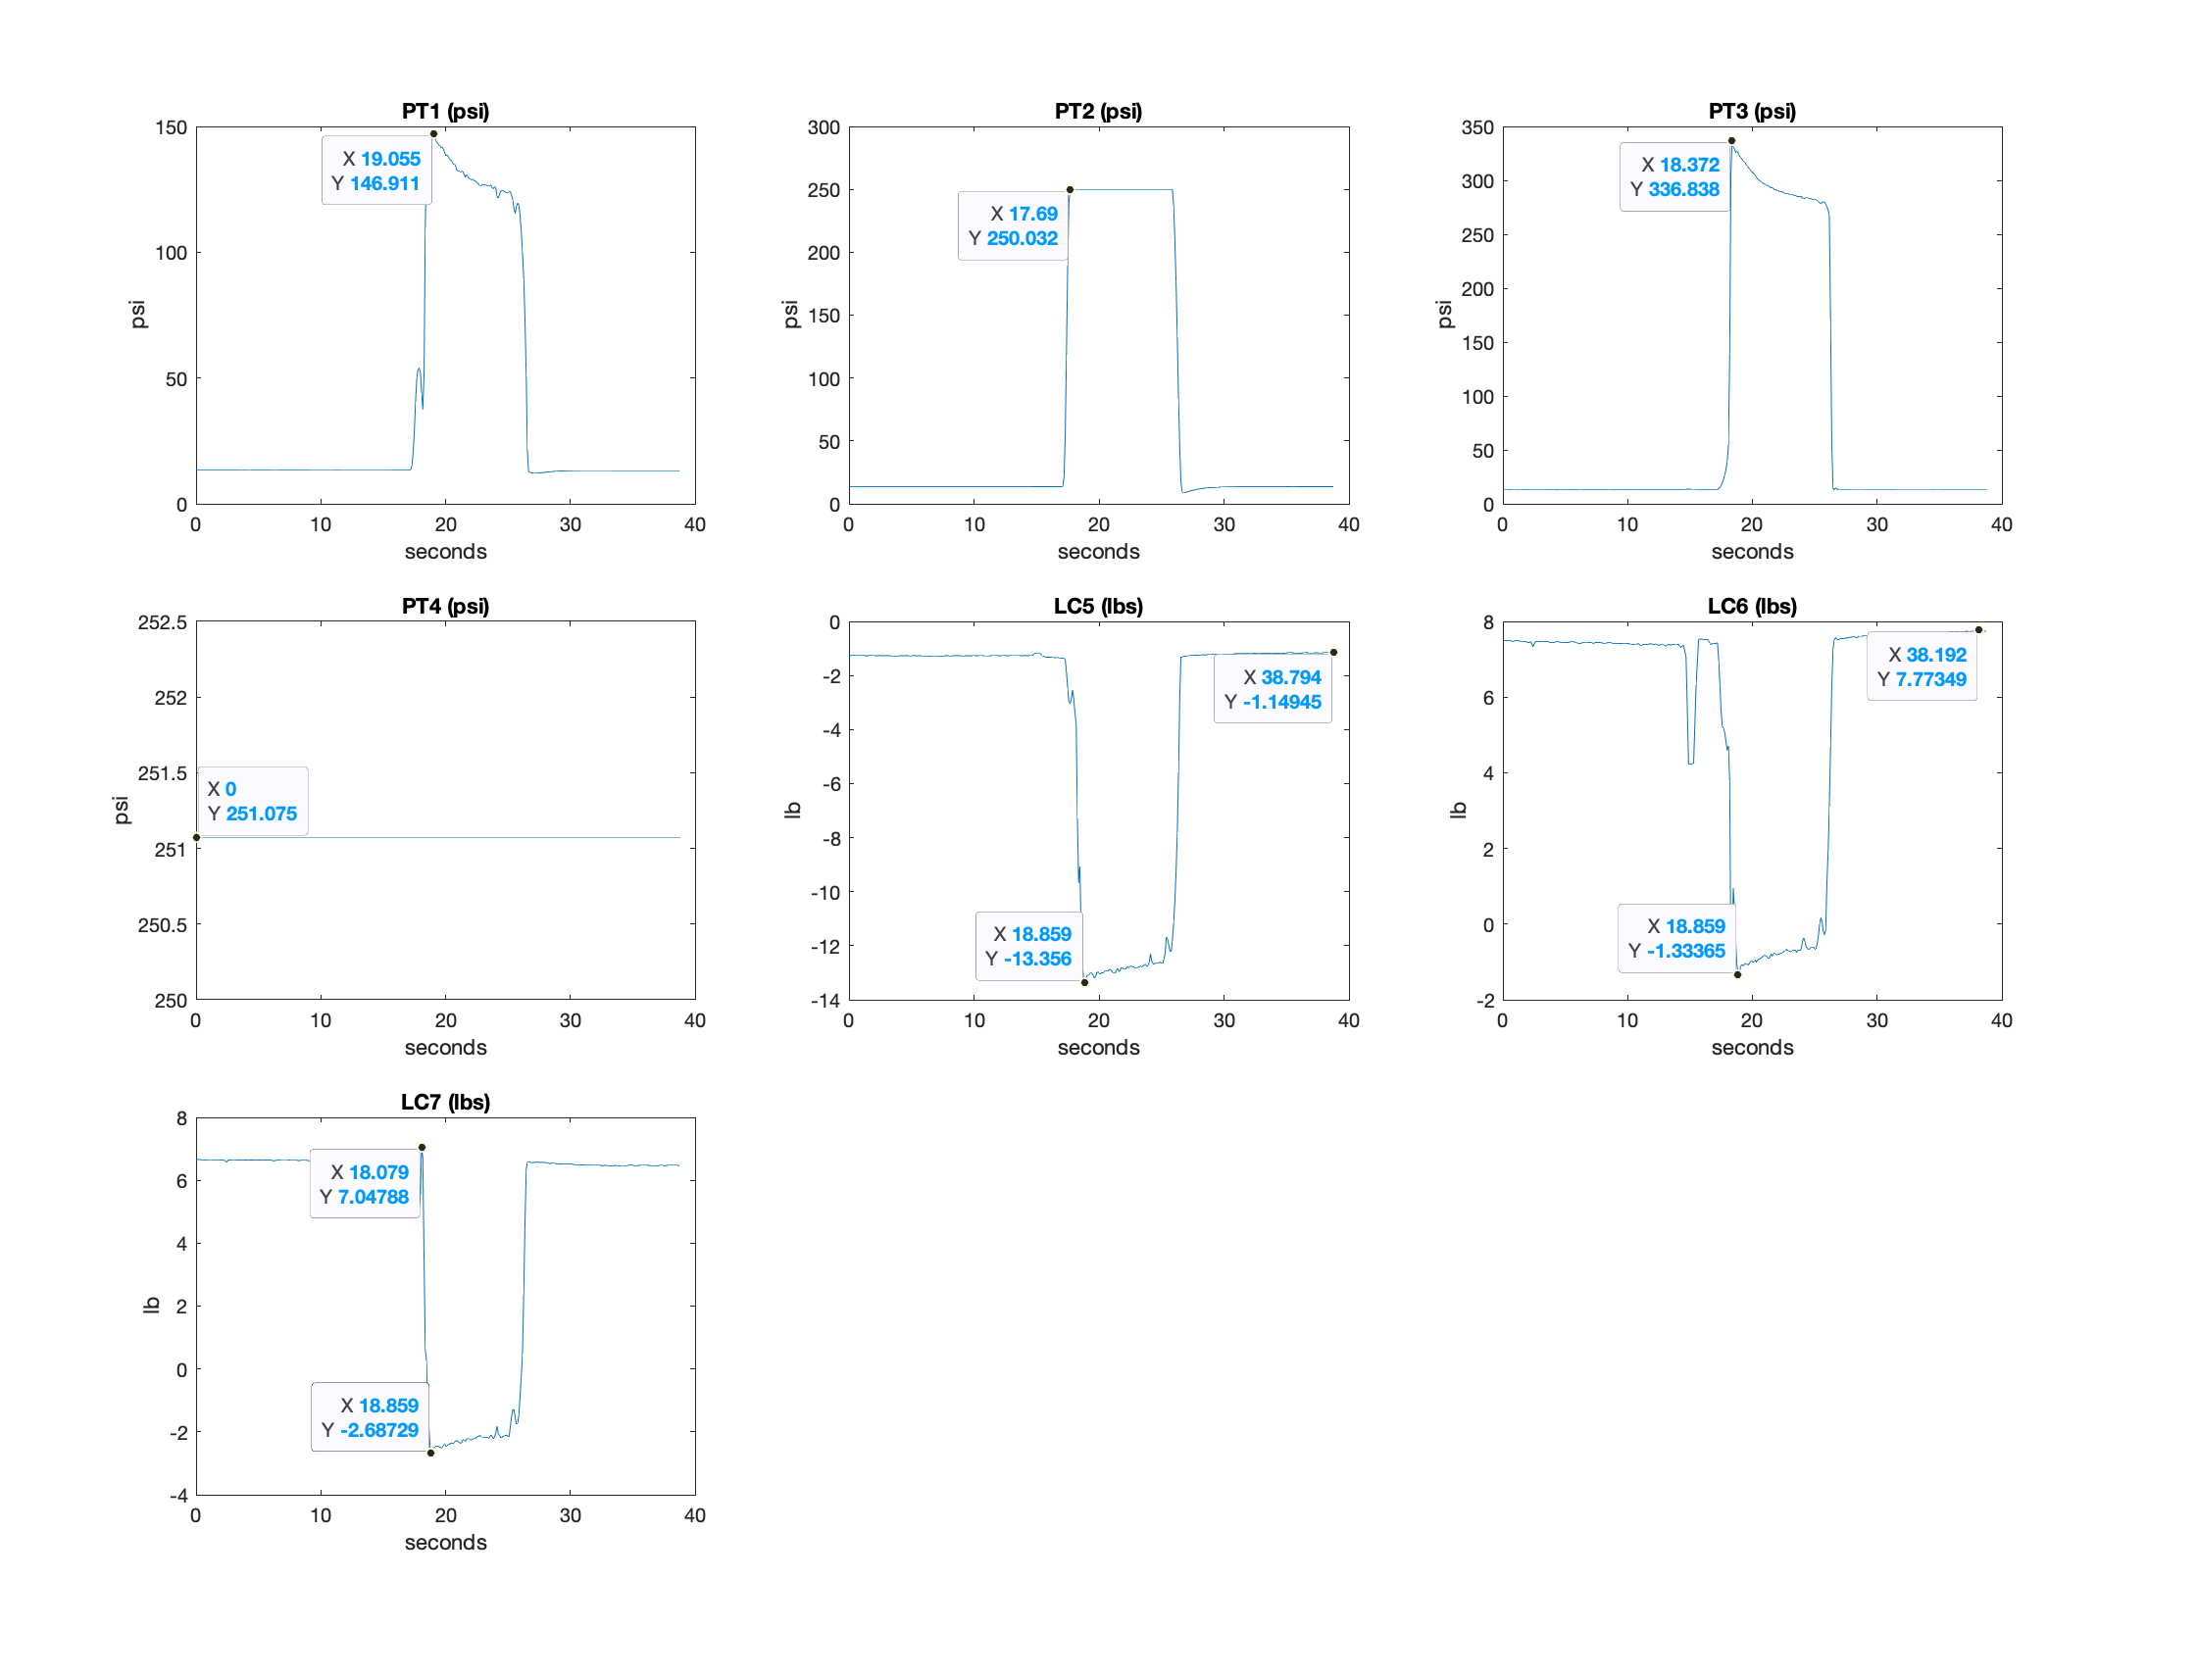 PT1 (psi)
150
100
50
0
psi
X 19.055
Y 146.911
0 10 20 30 40
seconds
PT2 (psi)
300
250
200
150
100
50
0
psi
X 17.69
Y 250.032
0 10 20 30 40
seconds
PT3 (psi)
350
300
250
200
150
100
50
0
psi
X 18.372
Y 336.838
0 10 20 30 40
seconds
PT4 (psi)
252.5
252
251.5
251
250.5
250
psi
X 0
Y 251.075
0 10 20 30 40
seconds
LC5 (lbs)
0
-2
-4
-6
-8
-10
-12
-14
lb
X 38.794
Y -1.14945
X 18.859
Y -13.356
0 10 20 30 40
seconds
LC6 (lbs)
8
6
4
2
0
-2
lb
X 38.192
Y 7.77349
X 18.859
Y -1.33365
0 10 20 30 40
seconds
LC7 (lbs)
8
6
4
2
0
-2
-4
lb
X 18.079
Y 7.04788
X 18.859
Y -2.68729
0 10 20 30 40
seconds